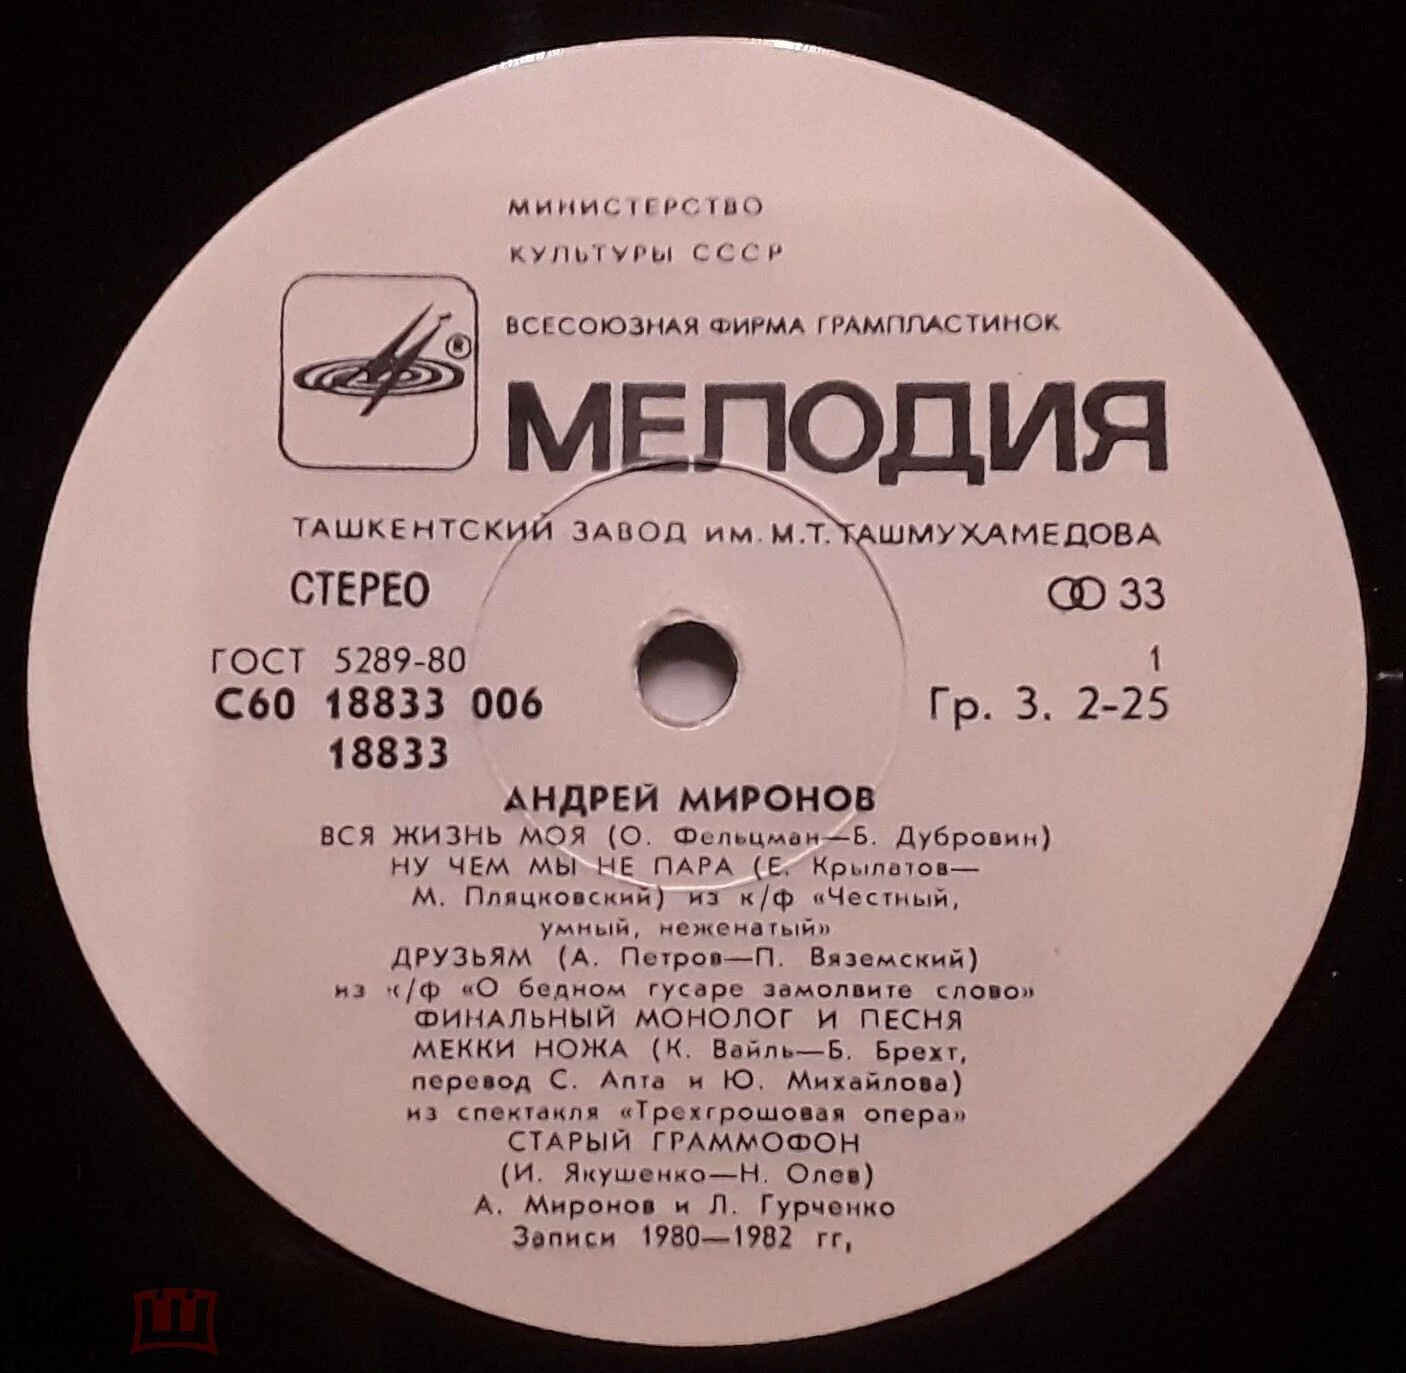 МИНИСТЕРСТВО
КУЛЬТУРЫ СССР
ВСЕСОЮЗНАЯ ФИРМА ГРАМПЛАСТИНОК
®
МЕЛОДИЯ
ТАШКЕНТСКИЙ ЗАВОД им. М.Т. ТАШМУХАМЕДОВА
СТЕРЕО 33
ГОСТ 5289-80 1
С60 18833 006 Гр. 3. 2-25
18833
АНДРЕЙ МИРОНОВ
ВСЯ ЖИЗНЬ МОЯ (О. Фельцман—Б. Дубровин)
НУ ЧЕМ МЫ НЕ ПАРА (Е. Крылатов—
М. Пляцковский) из к/ф «Честный,
умный, неженатый»
ДРУЗЬЯМ (А. Петров—П. Вяземский)
из к/ф «О бедном гусаре замолвите слово»
ФИНАЛЬНЫЙ МОНОЛОГ И ПЕСНЯ
МЕККИ НОЖА (К. Вайль—Б. Брехт,
перевод С. Апта и Ю. Михайлова)
из спектакля «Трехгрошовая опера»
СТАРЫЙ ГРАММОФОН
(И. Якушенко—Н. Олев)
А. Миронов и Л. Гурченко
Записи 1980—1982 гг,